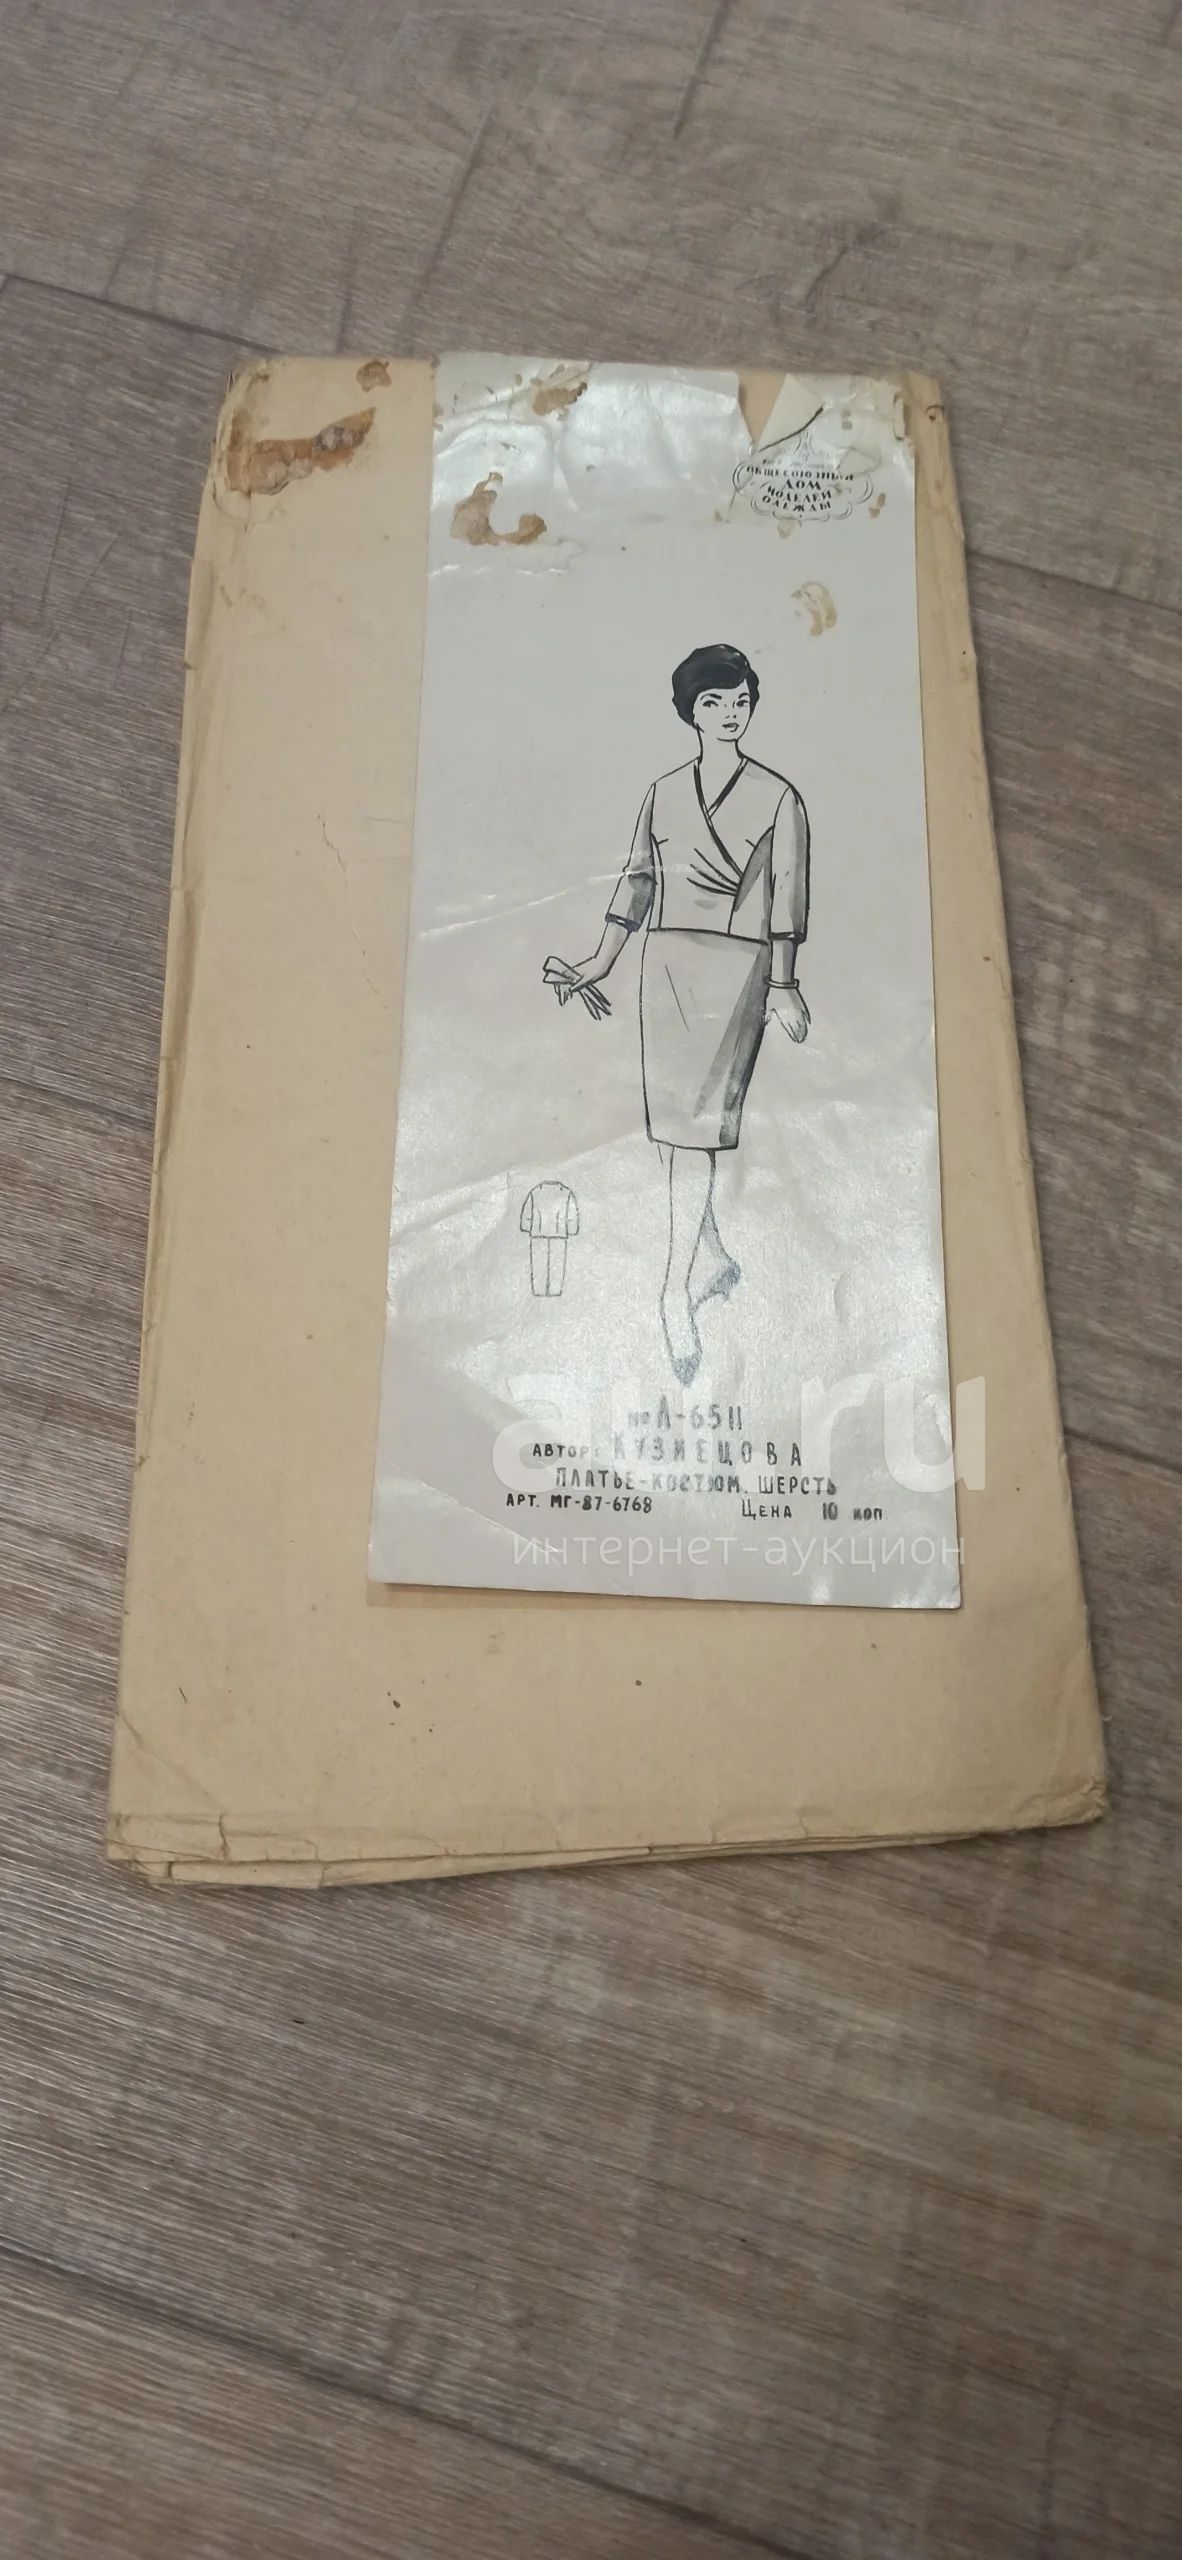 ОБЩЕСОЮЗНЫЙ
ДОМ
МОДЕЛЕЙ
ОДЕЖДЫ
№ Л-6511
АВТОР: КУЗНЕЦОВА
ПЛАТЬЕ-КОСТЮМ. ШЕРСТЬ
АРТ. МГ-87-6768 ЦЕНА 10 КОП
au.ru
интернет-аукцион